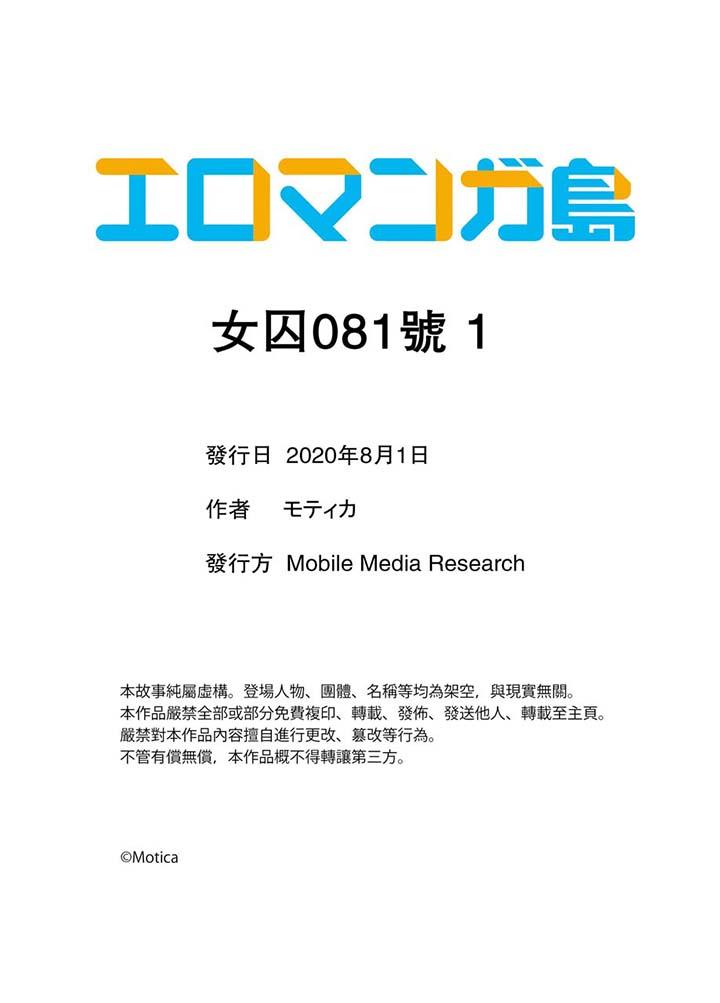 エロマンガ島
女囚081號 1
發行日 2020年8月1日
作者 モティカ
發行方 Mobile Media Research
本故事純屬虛構。登場人物、團體、名稱等均為架空，與現實無關。
本作品嚴禁全部或部分免費複印、轉載、發佈、發送他人、轉載至主頁。
嚴禁對本作品內容擅自進行更改、篡改等行為。
不管有償無償，本作品概不得轉讓第三方。
©Motica